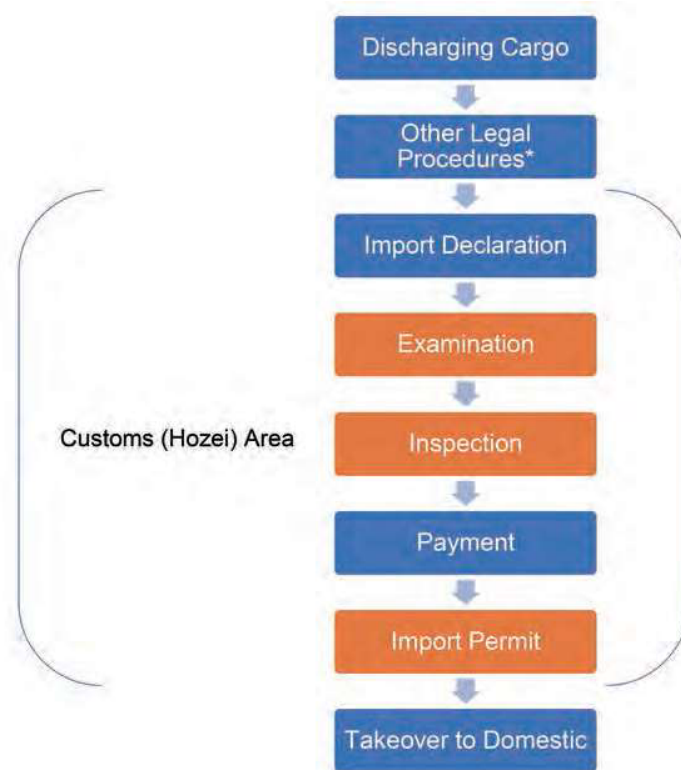 Discharging Cargo
Other Legal
Procedures*
Import Declaration
Examination
Customs (Hozei) Area
Inspection
Payment
Import Permit
Takeover to Domestic